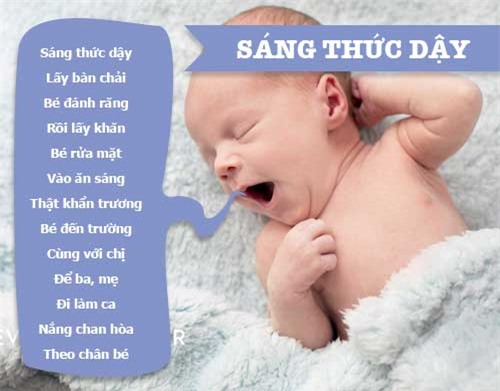 SÁNG THỨC DẬY
Sáng thức dậy
Lấy bàn chải
Bé đánh răng
Rồi lấy khăn
Bé rửa mặt
Vào ăn sáng
Thật khẩn trương
Bé đến trường
Cùng với chị
Để ba, mẹ
Đi làm ca
Nắng chan hòa
Theo chân bé